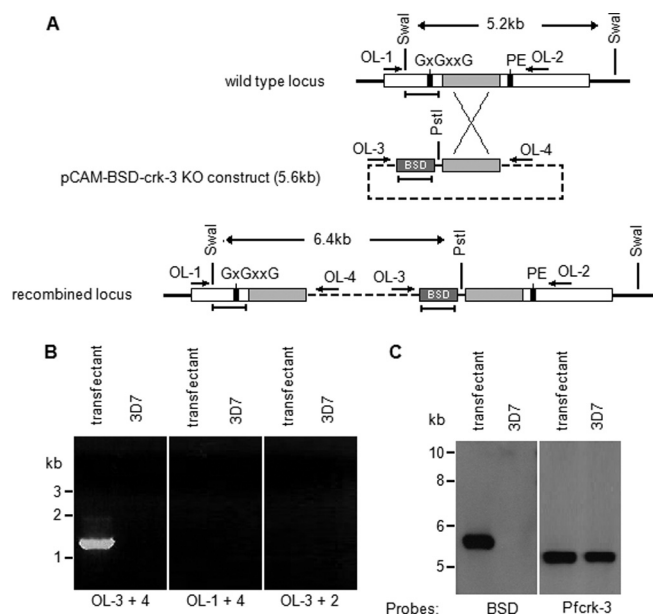 A
SwaI
5.2kb
SwaI
OL-1
GxGxxG
PE
OL-2
wild type locus
PstI
OL-3
BSD
OL-4
pCAM-BSD-crk-3 KO construct (5.6kb)
SwaI
6.4kb
PstI
SwaI
OL-1
GxGxxG
OL-4
OL-3
BSD
PE
OL-2
recombined locus
B
transfectant
3D7
transfectant
3D7
transfectant
3D7
kb
3
2
1
OL-3 + 4
OL-1 + 4
OL-3 + 2
C
transfectant
3D7
transfectant
3D7
kb
10
8
6
5
Probes:
BSD
Pfcrk-3